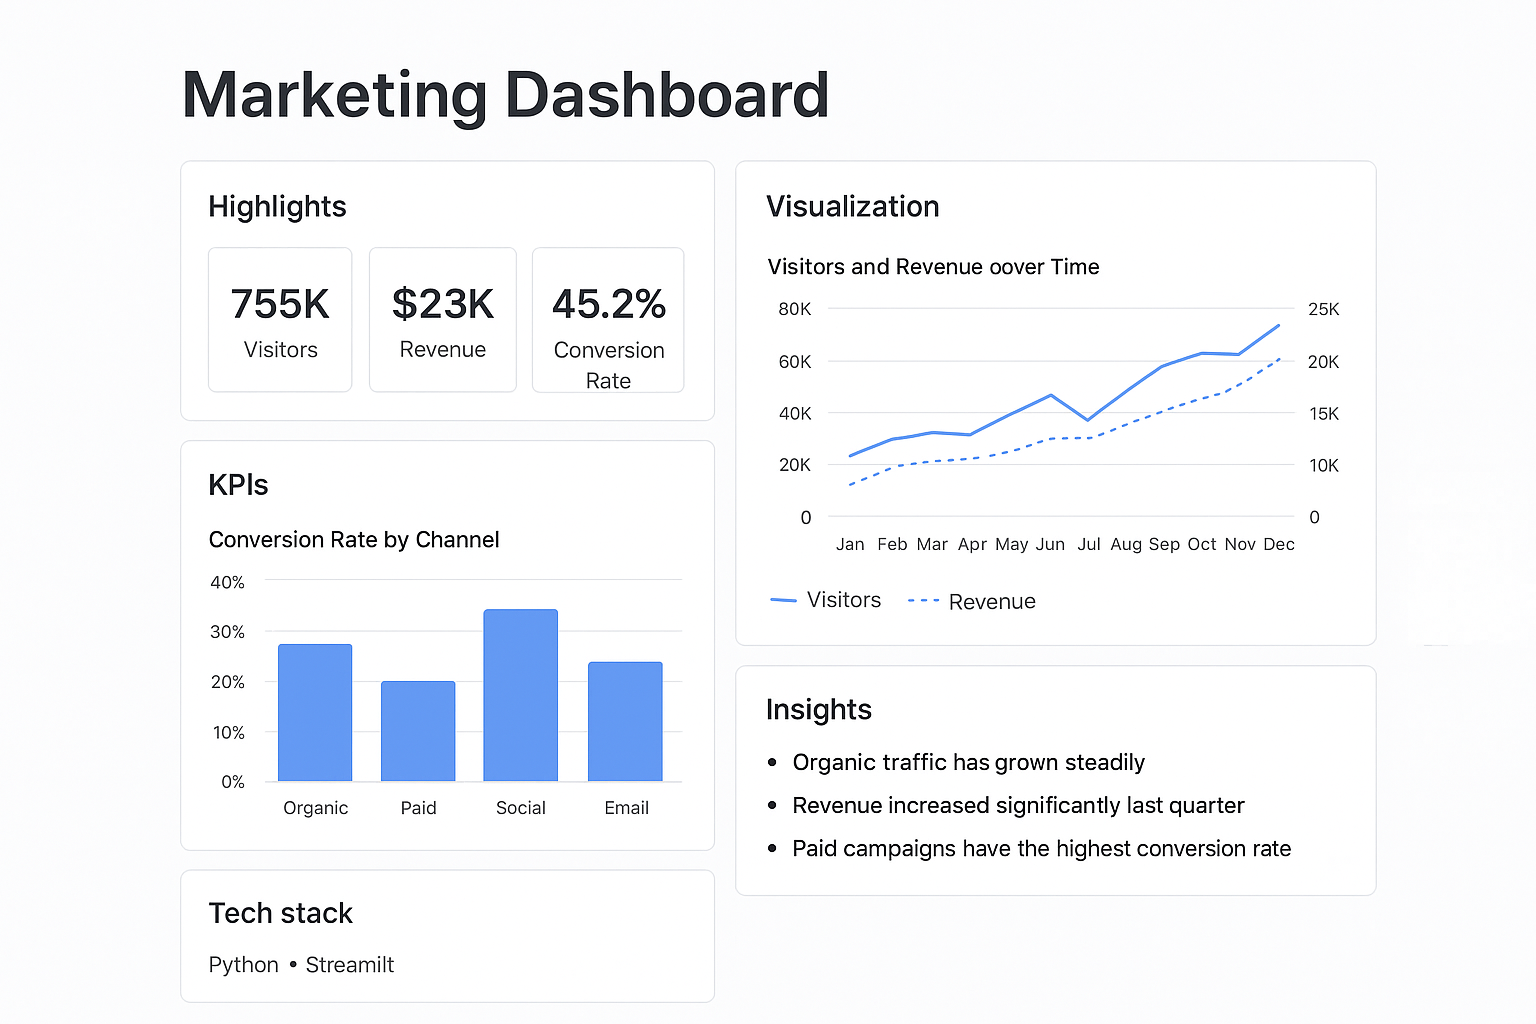 Marketing Dashboard
Highlights
755K
Visitors
$23K
Revenue
45.2%
Conversion
Rate
KPIs
Conversion Rate by Channel
40%
30%
20%
10%
0%
Organic Paid Social Email
Tech stack
Python • Streamilt
Visualization
Visitors and Revenue oover Time
80K 25K
60K 20K
40K 15K
20K 10K
0 0
Jan Feb Mar Apr May Jun Jul Aug Sep Oct Nov Dec
Visitors Revenue
Insights
• Organic traffic has grown steadily
• Revenue increased significantly last quarter
• Paid campaigns have the highest conversion rate